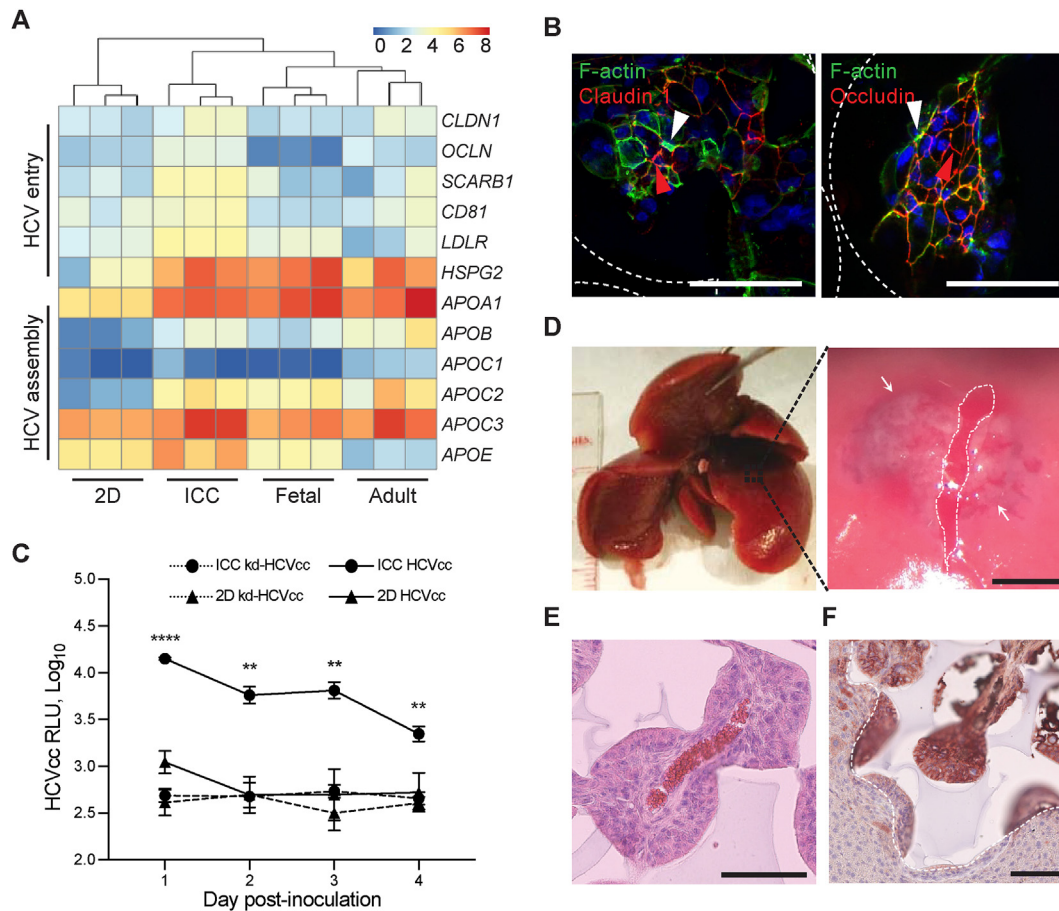 A
0 2 4 6 8
HCV entry
HCV assembly
CLDN1
OCLN
SCARB1
CD81
LDLR
HSPG2
APOA1
APOB
APOC1
APOC2
APOC3
APOE
2D ICC Fetal Adult
B
F-actin
Claudin 1
F-actin
Occludin
C
ICC kd-HCVcc ICC HCVcc
2D kd-HCVcc 2D HCVcc
HCVcc RLU, Log10
5.0
4.5
4.0
3.5
3.0
2.5
2.0
****
**
**
**
1 2 3 4
Day post-inoculation
D
E
F